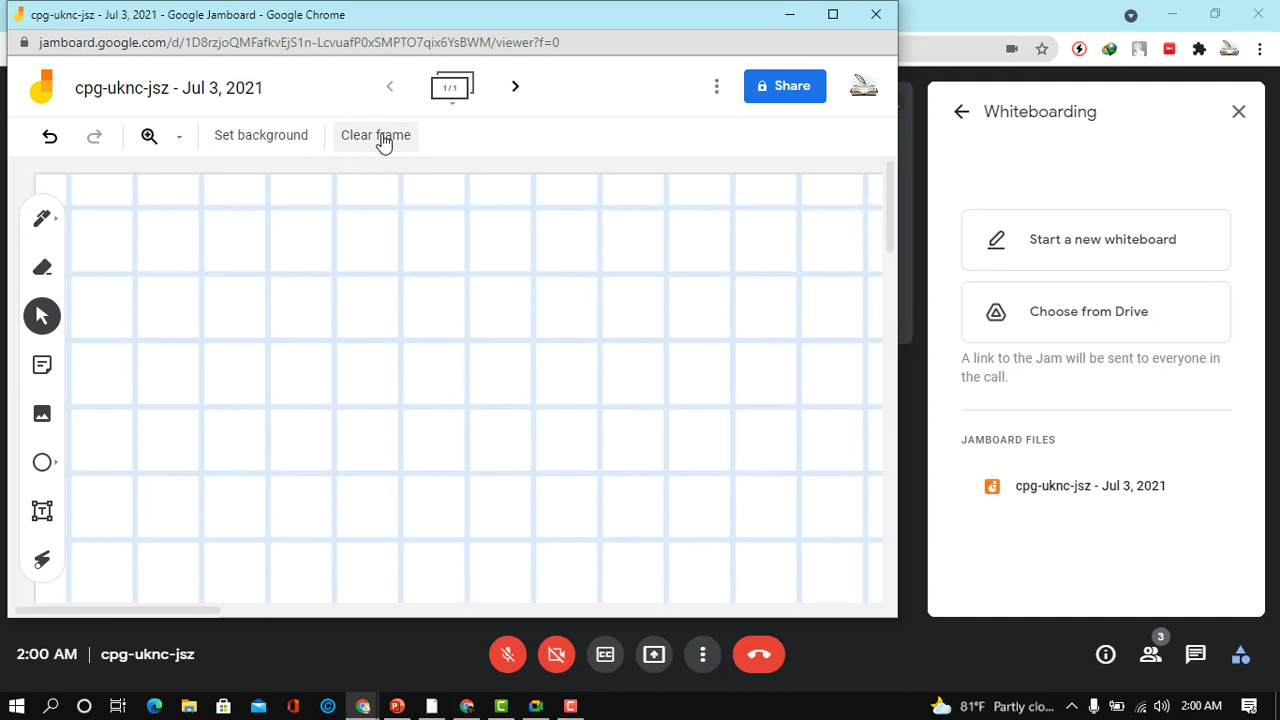 cpg-uknc-jsz - Jul 3, 2021 - Google Jamboard - Google Chrome
jamboard.google.com/d/1D8rzjoQMFafkvEjS1n-LcvuafP0xSMPTO7qix6YsBWM/viewer?f=0
cpg-uknc-jsz - Jul 3, 2021
1 / 1
Share
Set background
Clear frame
Whiteboarding
Start a new whiteboard
Choose from Drive
A link to the Jam will be sent to everyone in
the call.
JAMBOARD FILES
cpg-uknc-jsz - Jul 3, 2021
2:00 AM | cpg-uknc-jsz
3
81°F Partly clo...
2:00 AM